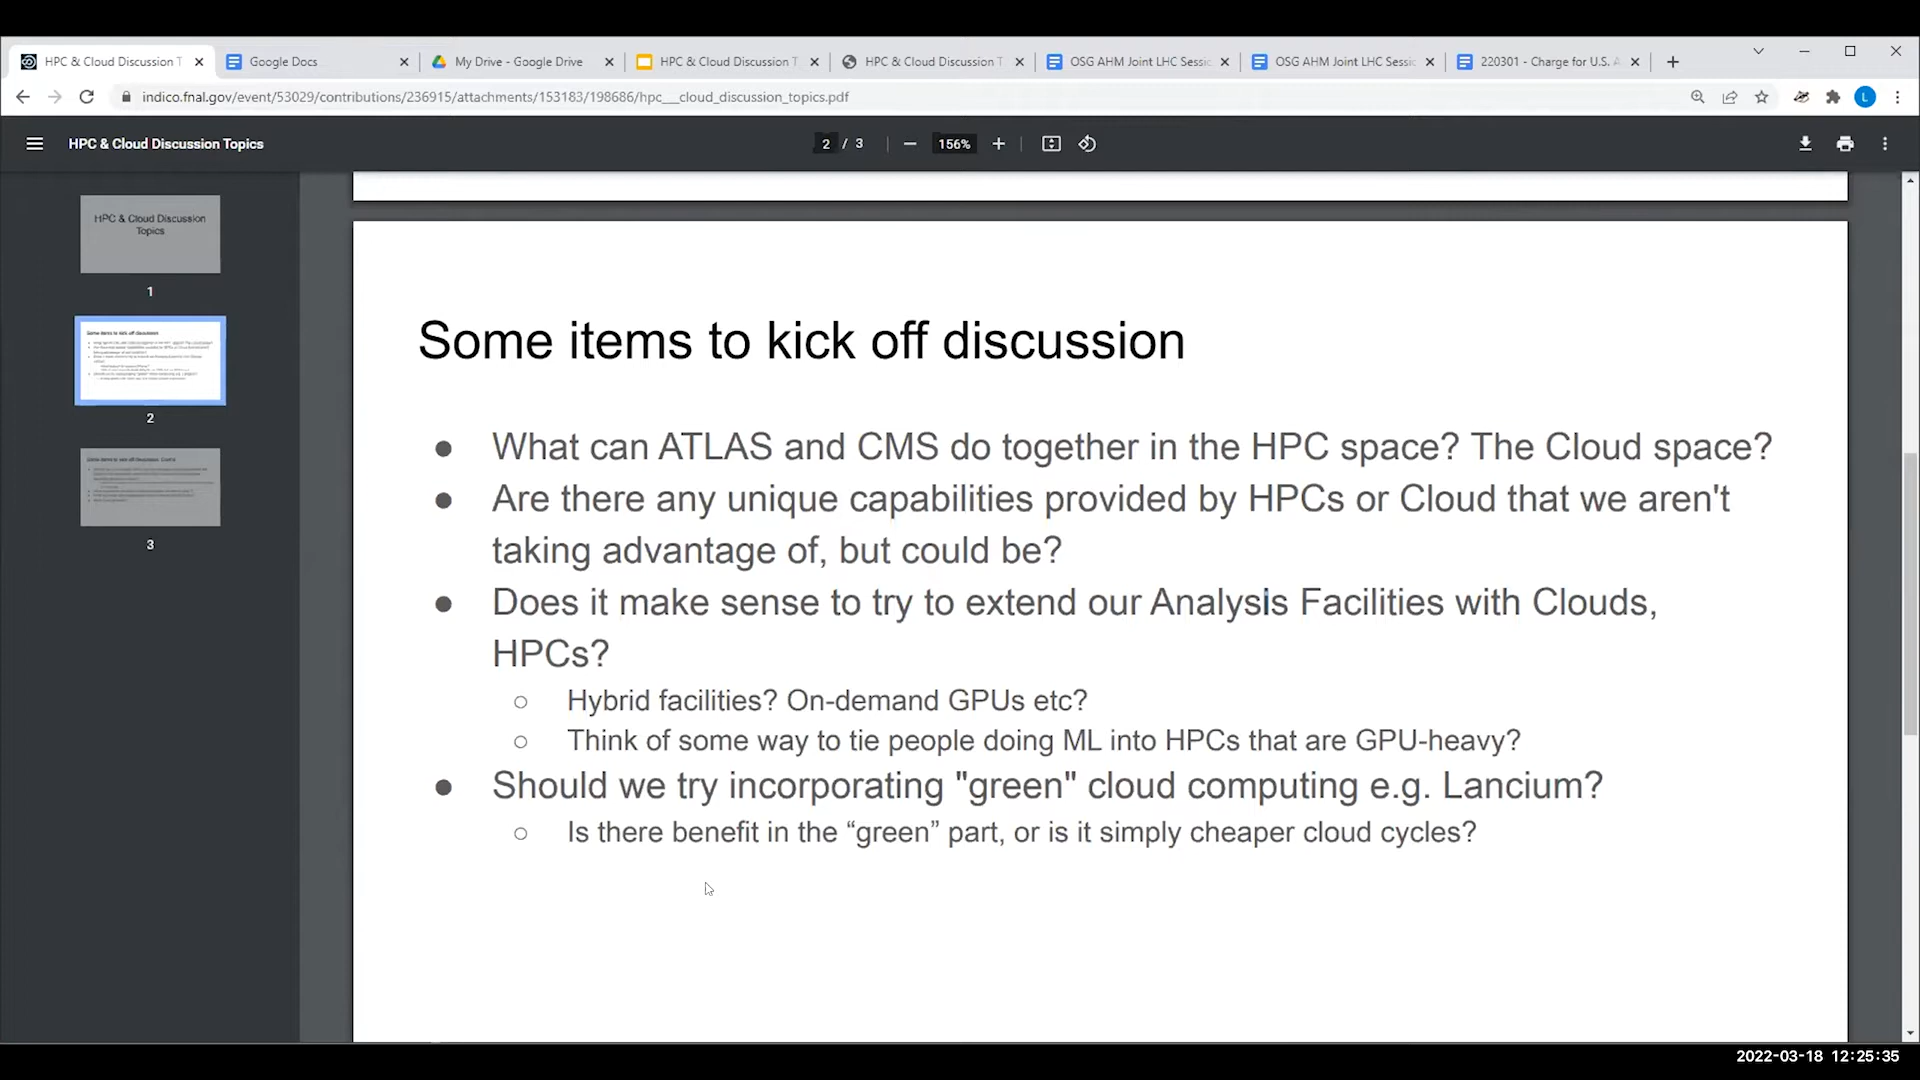 HPC & Cloud Discussion T
Google Docs
My Drive - Google Drive
HPC & Cloud Discussion T
HPC & Cloud Discussion T
OSG AHM Joint LHC Sessic
OSG AHM Joint LHC Sessic
220301 - Charge for U.S. A
indico.fnal.gov/event/53029/contributions/236915/attachments/153183/198686/hpc__cloud_discussion_topics.pdf
L
HPC & Cloud Discussion Topics
2 / 3
156%
HPC & Cloud Discussion
Topics
1
2
3
Some items to kick off discussion
● What can ATLAS and CMS do together in the HPC space? The Cloud space?
● Are there any unique capabilities provided by HPCs or Cloud that we aren't
taking advantage of, but could be?
● Does it make sense to try to extend our Analysis Facilities with Clouds,
HPCs?
○ Hybrid facilities? On-demand GPUs etc?
○ Think of some way to tie people doing ML into HPCs that are GPU-heavy?
● Should we try incorporating "green" cloud computing e.g. Lancium?
○ Is there benefit in the “green” part, or is it simply cheaper cloud cycles?
2022-03-18 12:25:35